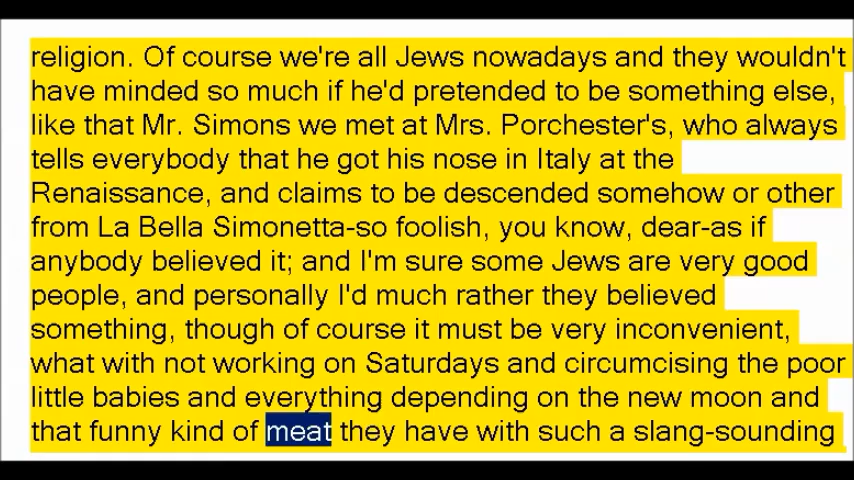 religion. Of course we're all Jews nowadays and they wouldn't
have minded so much if he'd pretended to be something else,
like that Mr. Simons we met at Mrs. Porchester's, who always
tells everybody that he got his nose in Italy at the
Renaissance, and claims to be descended somehow or other
from La Bella Simonetta-so foolish, you know, dear-as if
anybody believed it; and I'm sure some Jews are very good
people, and personally I'd much rather they believed
something, though of course it must be very inconvenient,
what with not working on Saturdays and circumcising the poor
little babies and everything depending on the new moon and
that funny kind of meat they have with such a slang-sounding